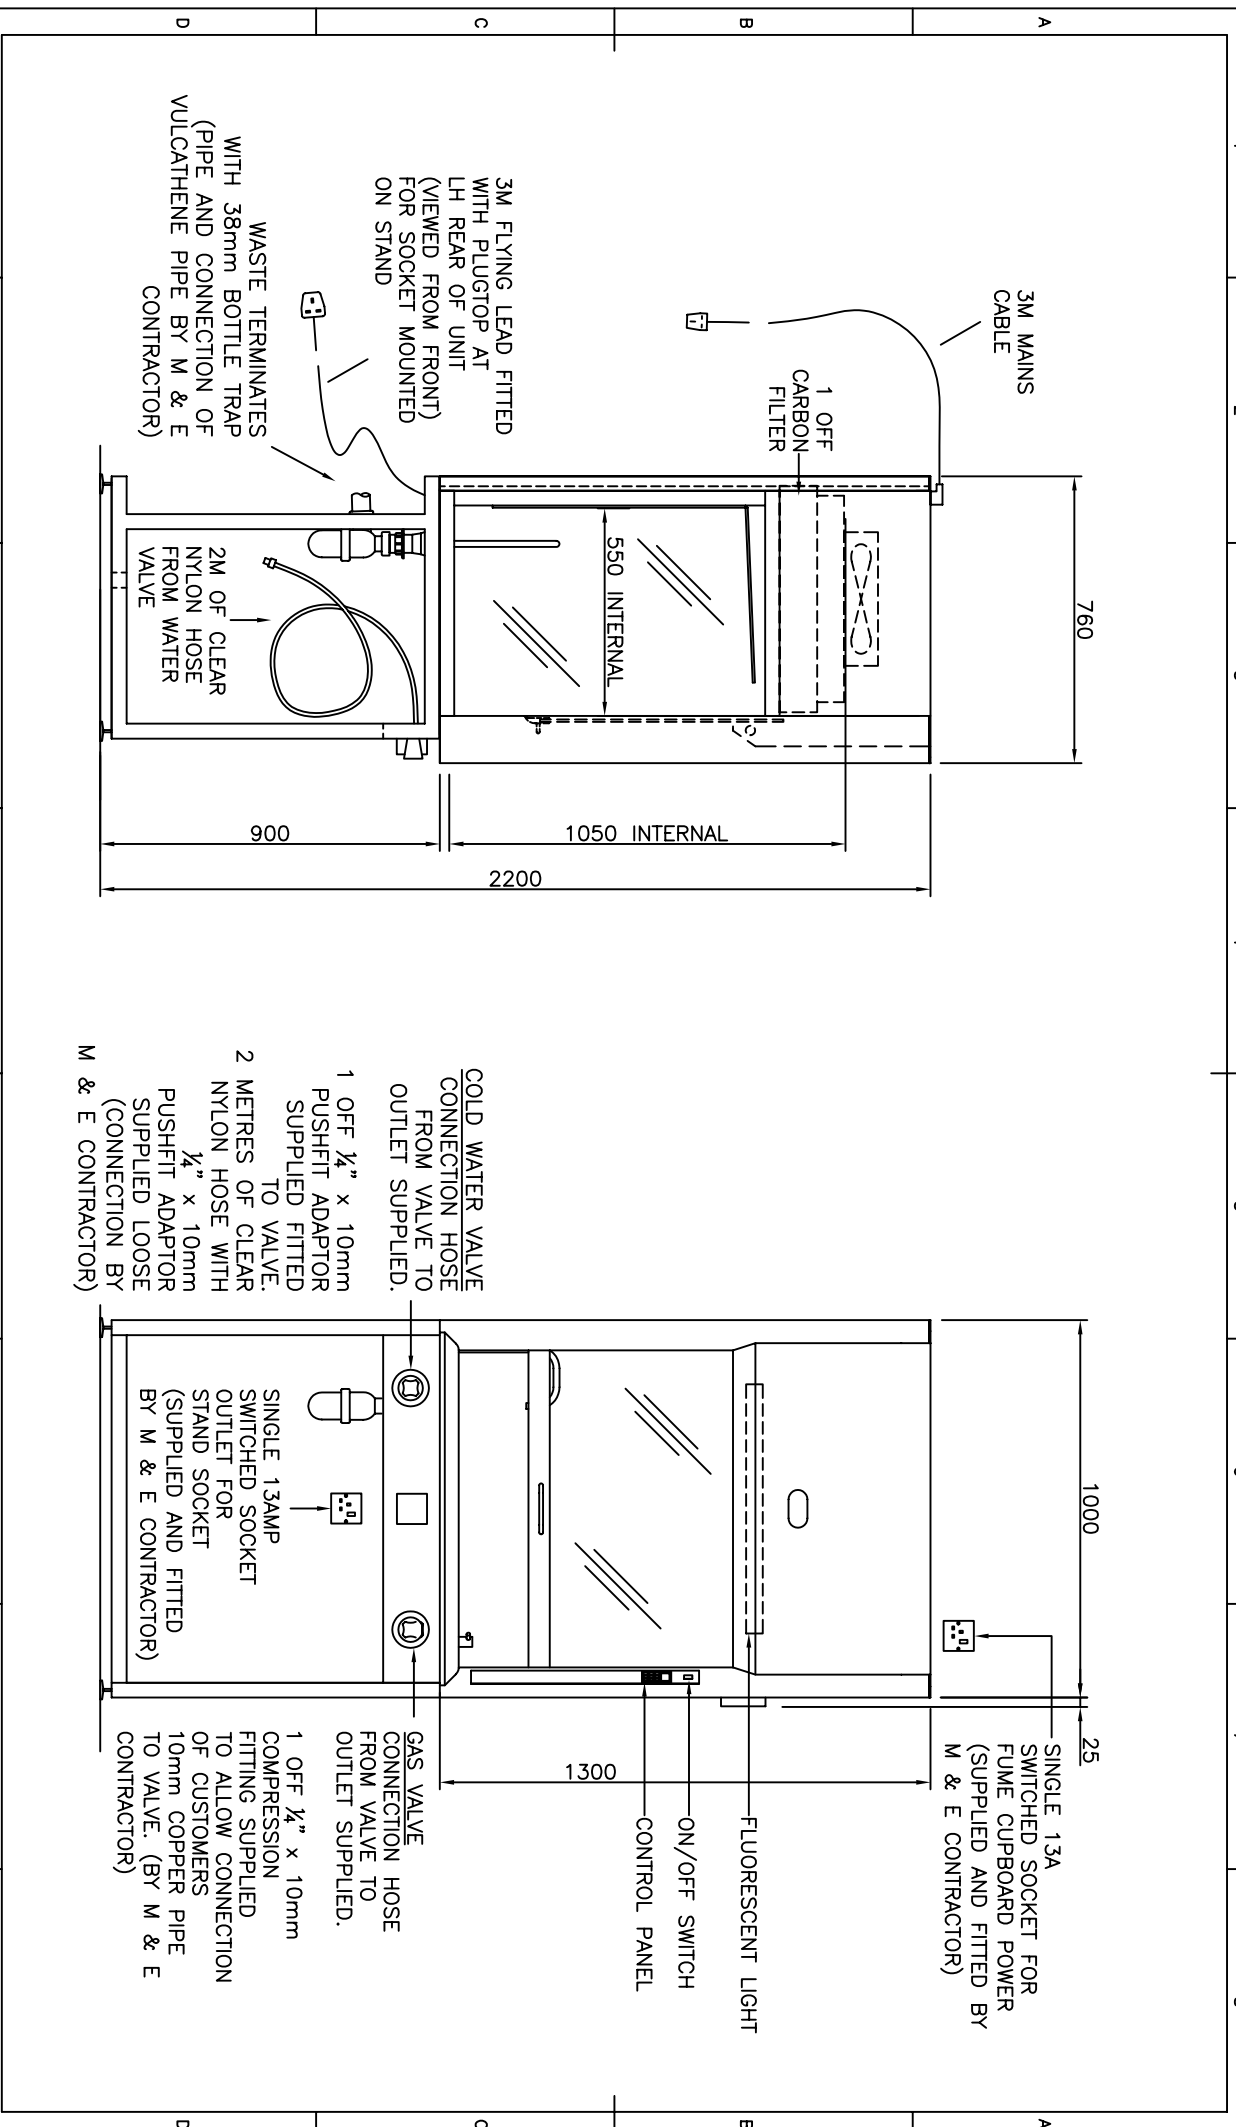 A
B
C
D
3M MAINS
CABLE
760
1 OFF
CARBON
FILTER
3M FLYING LEAD FITTED
WITH PLUGTOP AT
LH REAR OF UNIT
(VIEWED FROM FRONT)
FOR SOCKET MOUNTED
ON STAND
550 INTERNAL
WASTE TERMINATES
WITH 38mm BOTTLE TRAP
(PIPE AND CONNECTION OF
VULCATHENE PIPE BY M & E
CONTRACTOR)
2M OF CLEAR
NYLON HOSE
FROM WATER
VALVE
1050 INTERNAL
900
2200
1000
25
SINGLE 13A
SWITCHED SOCKET FOR
FUME CUPBOARD POWER
(SUPPLIED AND FITTED BY
M & E CONTRACTOR)
FLUORESCENT LIGHT
ON/OFF SWITCH
CONTROL PANEL
1300
COLD WATER VALVE
CONNECTION HOSE
FROM VALVE TO
OUTLET SUPPLIED.
1 OFF ¼" x 10mm
PUSHFIT ADAPTOR
SUPPLIED FITTED
TO VALVE.
2 METRES OF CLEAR
NYLON HOSE WITH
¼" x 10mm
PUSHFIT ADAPTOR
SUPPLIED LOOSE
(CONNECTION BY
M & E CONTRACTOR)
SINGLE 13AMP
SWITCHED SOCKET
OUTLET FOR
STAND SOCKET
(SUPPLIED AND FITTED
BY M & E CONTRACTOR)
GAS VALVE
CONNECTION HOSE
FROM VALVE TO
OUTLET SUPPLIED.
1 OFF ¼" x 10mm
COMPRESSION
FITTING SUPPLIED
TO ALLOW CONNECTION
OF CUSTOMERS
10mm COPPER PIPE
TO VALVE. (BY M & E
CONTRACTOR)